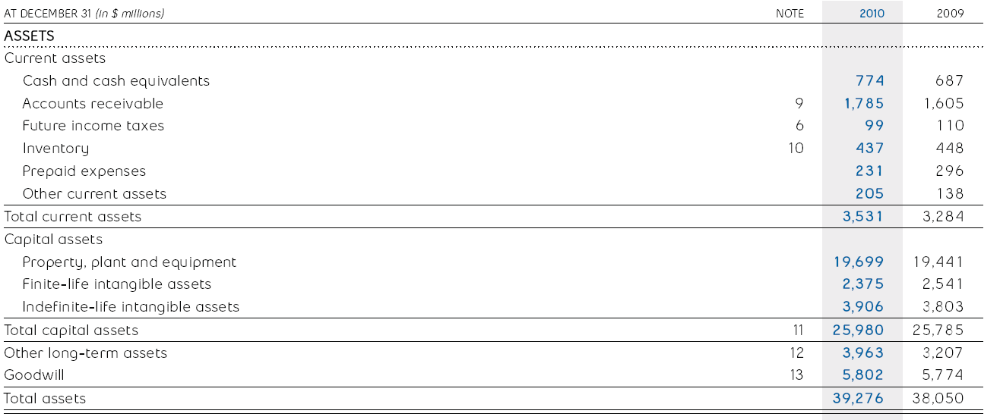 AT DECEMBER 31 (in $ millions) NOTE 2010 2009
ASSETS
Current assets
Cash and cash equivalents 774 687
Accounts receivable 9 1,785 1,605
Future income taxes 6 99 110
Inventory 10 437 448
Prepaid expenses 231 296
Other current assets 205 138
Total current assets 3,531 3,284
Capital assets
Property, plant and equipment 19,699 19,441
Finite-life intangible assets 2,375 2,541
Indefinite-life intangible assets 3,906 3,803
Total capital assets 11 25,980 25,785
Other long-term assets 12 3,963 3,207
Goodwill 13 5,802 5,774
Total assets 39,276 38,050